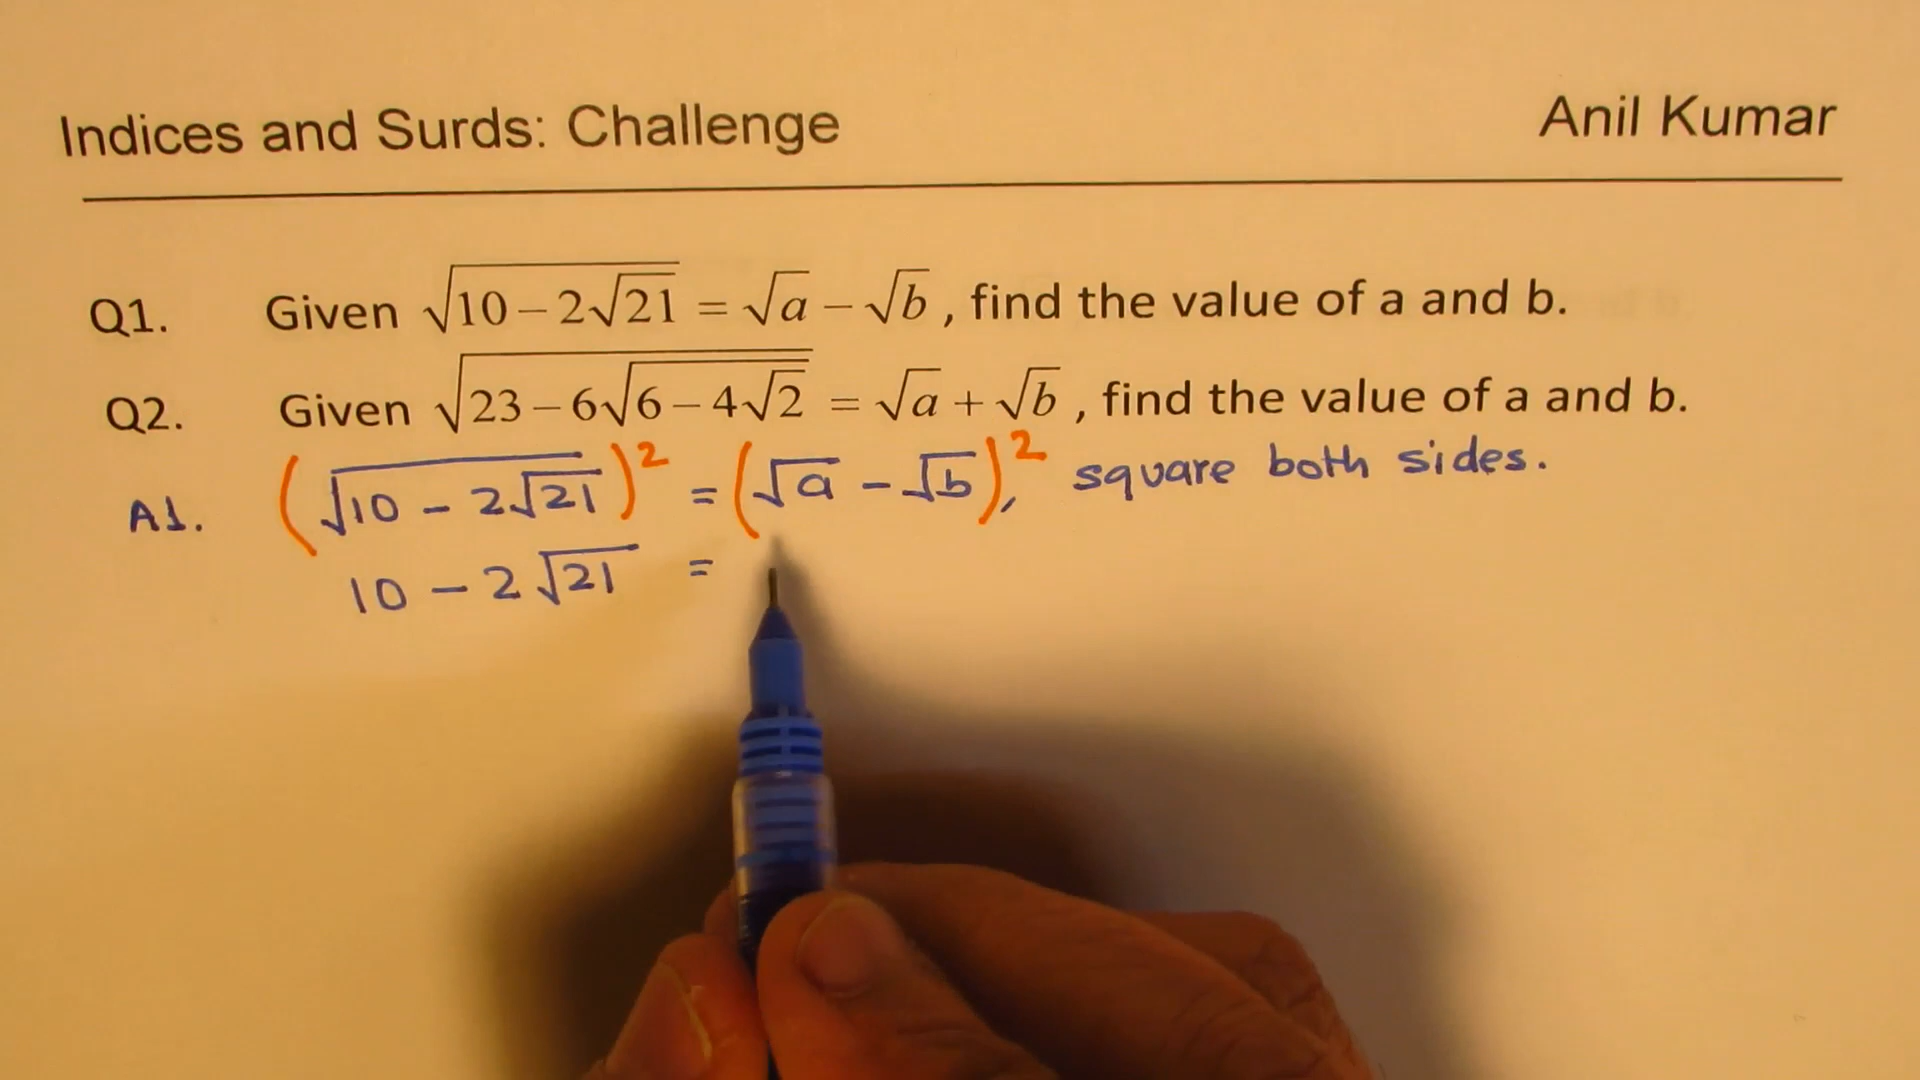 Indices and Surds: Challenge Anil Kumar
Q1. Given √(10 − 2√21) = √a − √b , find the value of a and b.
Q2. Given √(23 − 6√(6 − 4√2)) = √a + √b , find the value of a and b.
A1. (√(10 − 2√21))² = (√a − √b)², square both sides.
10 − 2√21 =